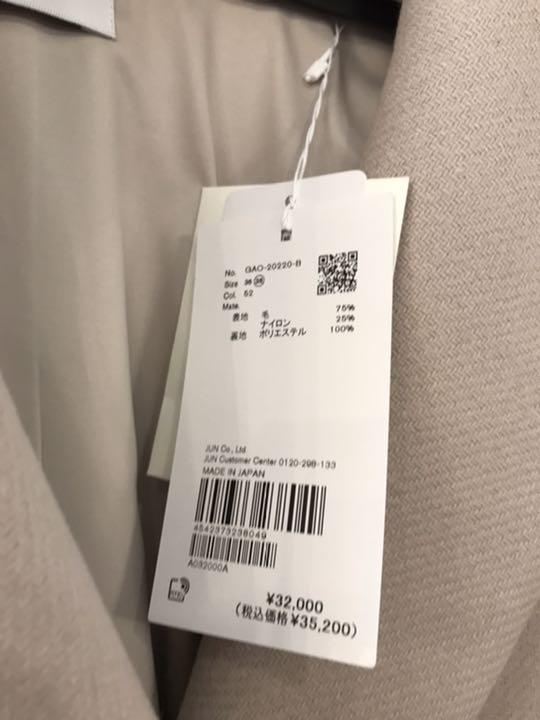 No. GAO-20220-B
Size 36 38
Col. 52
Mate.
表地 毛 75%
ナイロン 25%
裏地 ポリエステル 100%
JUN Co., Ltd.
JUN Customer Center 0120-298-133
MADE IN JAPAN
4542373238049
A032000A
¥32,000
(税込価格 ¥35,200)